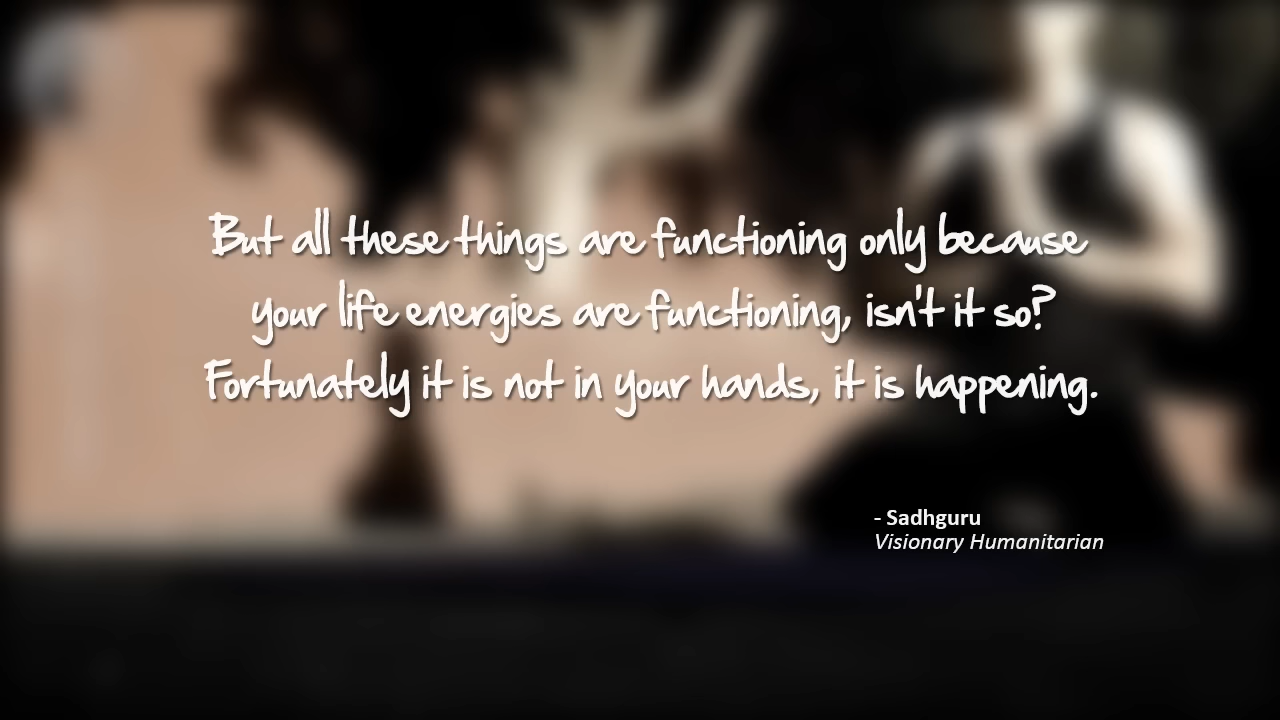 But all these things are functioning only because
your life energies are functioning, isn't it so?
Fortunately it is not in your hands, it is happening.
- Sadhguru
Visionary Humanitarian